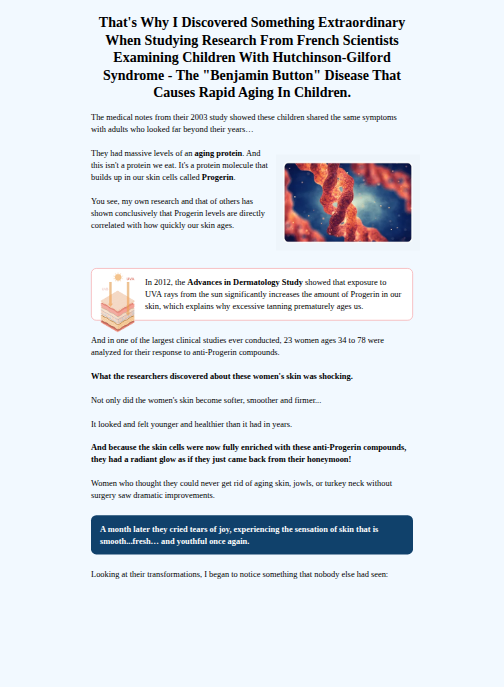 That's Why I Discovered Something Extraordinary
When Studying Research From French Scientists
Examining Children With Hutchinson-Gilford
Syndrome - The "Benjamin Button" Disease That
Causes Rapid Aging In Children.
The medical notes from their 2003 study showed these children shared the same symptoms
with adults who looked far beyond their years…
They had massive levels of an aging protein. And
this isn't a protein we eat. It's a protein molecule that
builds up in our skin cells called Progerin.
You see, my own research and that of others has
shown conclusively that Progerin levels are directly
correlated with how quickly our skin ages.
In 2012, the Advances in Dermatology Study showed that exposure to
UVA rays from the sun significantly increases the amount of Progerin in our
skin, which explains why excessive tanning prematurely ages us.
And in one of the largest clinical studies ever conducted, 23 women ages 34 to 78 were
analyzed for their response to anti-Progerin compounds.
What the researchers discovered about these women's skin was shocking.
Not only did the women's skin become softer, smoother and firmer...
It looked and felt younger and healthier than it had in years.
And because the skin cells were now fully enriched with these anti-Progerin compounds,
they had a radiant glow as if they just came back from their honeymoon!
Women who thought they could never get rid of aging skin, jowls, or turkey neck without
surgery saw dramatic improvements.
A month later they cried tears of joy, experiencing the sensation of skin that is
smooth...fresh… and youthful once again.
Looking at their transformations, I began to notice something that nobody else had seen: